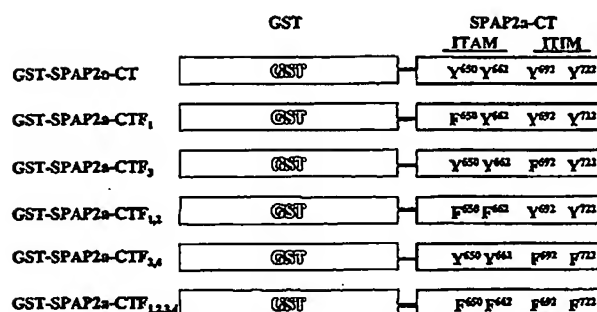 GST SPAP2a-CT
ITAM ITIM
GST-SPAP2a-CT GST Y650 Y662 Y692 Y722
GST-SPAP2a-CTF1 GST F650 Y662 Y692 Y722
GST-SPAP2a-CTF3 GST Y650 Y662 F692 Y722
GST-SPAP2a-CTF1,2 GST F650 F662 Y692 Y722
GST-SPAP2a-CTF3,4 GST Y650 Y662 F692 F722
GST-SPAP2a-CTF1,2,3,4 GST F650 F662 F692 F722